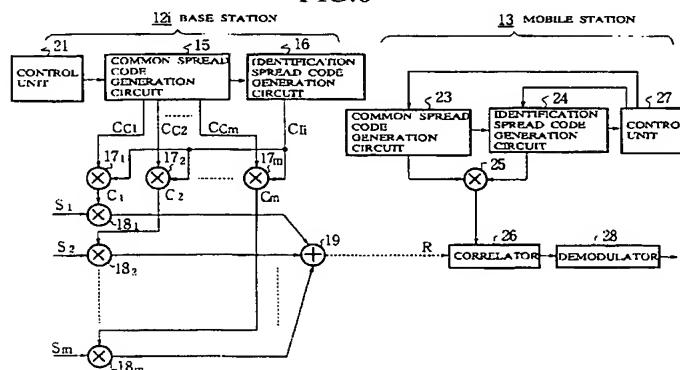 FIG.6
12i BASE STATION
21
15
16
CONTROL
UNIT
COMMON SPREAD
CODE
GENERATION
CIRCUIT
IDENTIFICATION
SPREAD CODE
GENERATION
CIRCUIT
CC1
CC2
CCm
CIi
171
172
17m
C1
C2
Cm
S1
181
S2
182
19
Sm
18m
13 MOBILE STATION
23
24
27
COMMON SPREAD
CODE
GENERATION
CIRCUIT
IDENTIFICATION
SPREAD CODE
GENERATION
CIRCUIT
CONTROL
UNIT
25
R
26
28
CORRELATOR
DEMODULATOR